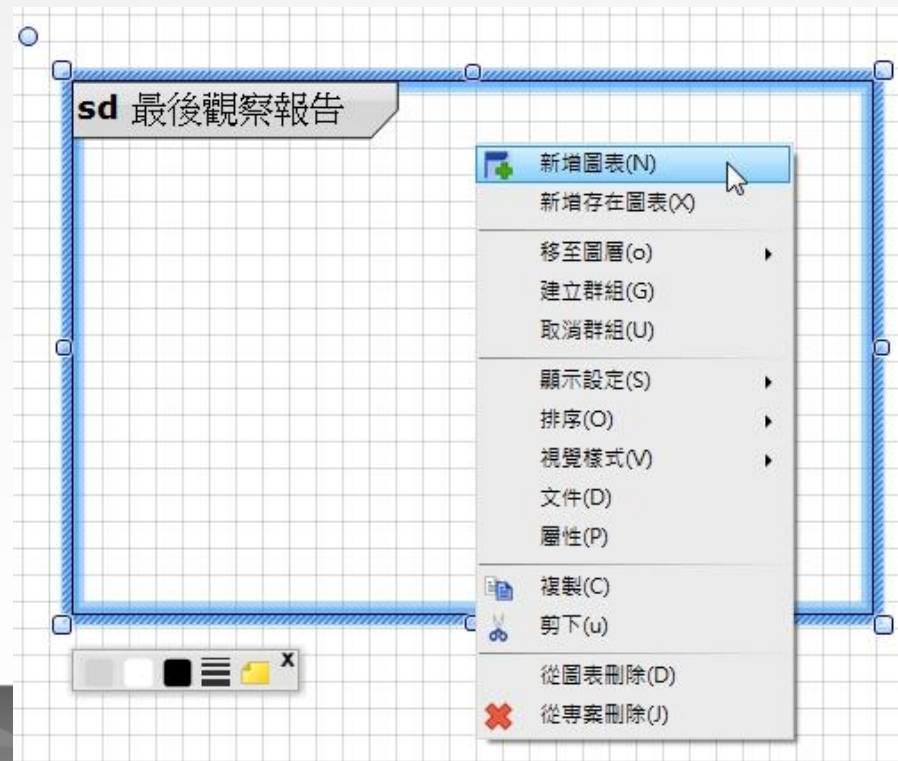 sd 最後觀察報告
新增圖表(N)
新增存在圖表(X)
移至圖層(o)
建立群組(G)
取消群組(U)
顯示設定(S)
排序(O)
視覺樣式(V)
文件(D)
屬性(P)
複製(C)
剪下(u)
x
從圖表刪除(D)
從專案刪除(J)